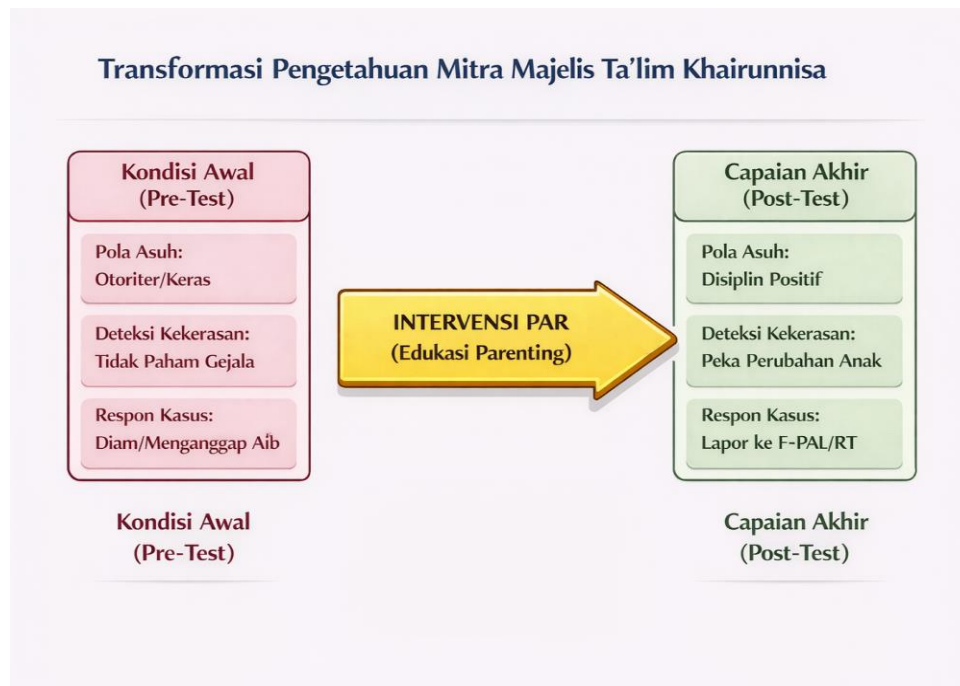 Transformasi Pengetahuan Mitra Majelis Ta'lim Khairunnisa
Kondisi Awal
(Pre-Test)
Pola Asuh:
Otoriter/Keras
Deteksi Kekerasan:
Tidak Paham Gejala
Respon Kasus:
Diam/Menganggap Aib
Kondisi Awal
(Pre-Test)
INTERVENSI PAR
(Edukasi Parenting)
Capaian Akhir
(Post-Test)
Pola Asuh:
Disiplin Positif
Deteksi Kekerasan:
Peka Perubahan Anak
Respon Kasus:
Lapor ke F-PAL/RT
Capaian Akhir
(Post-Test)